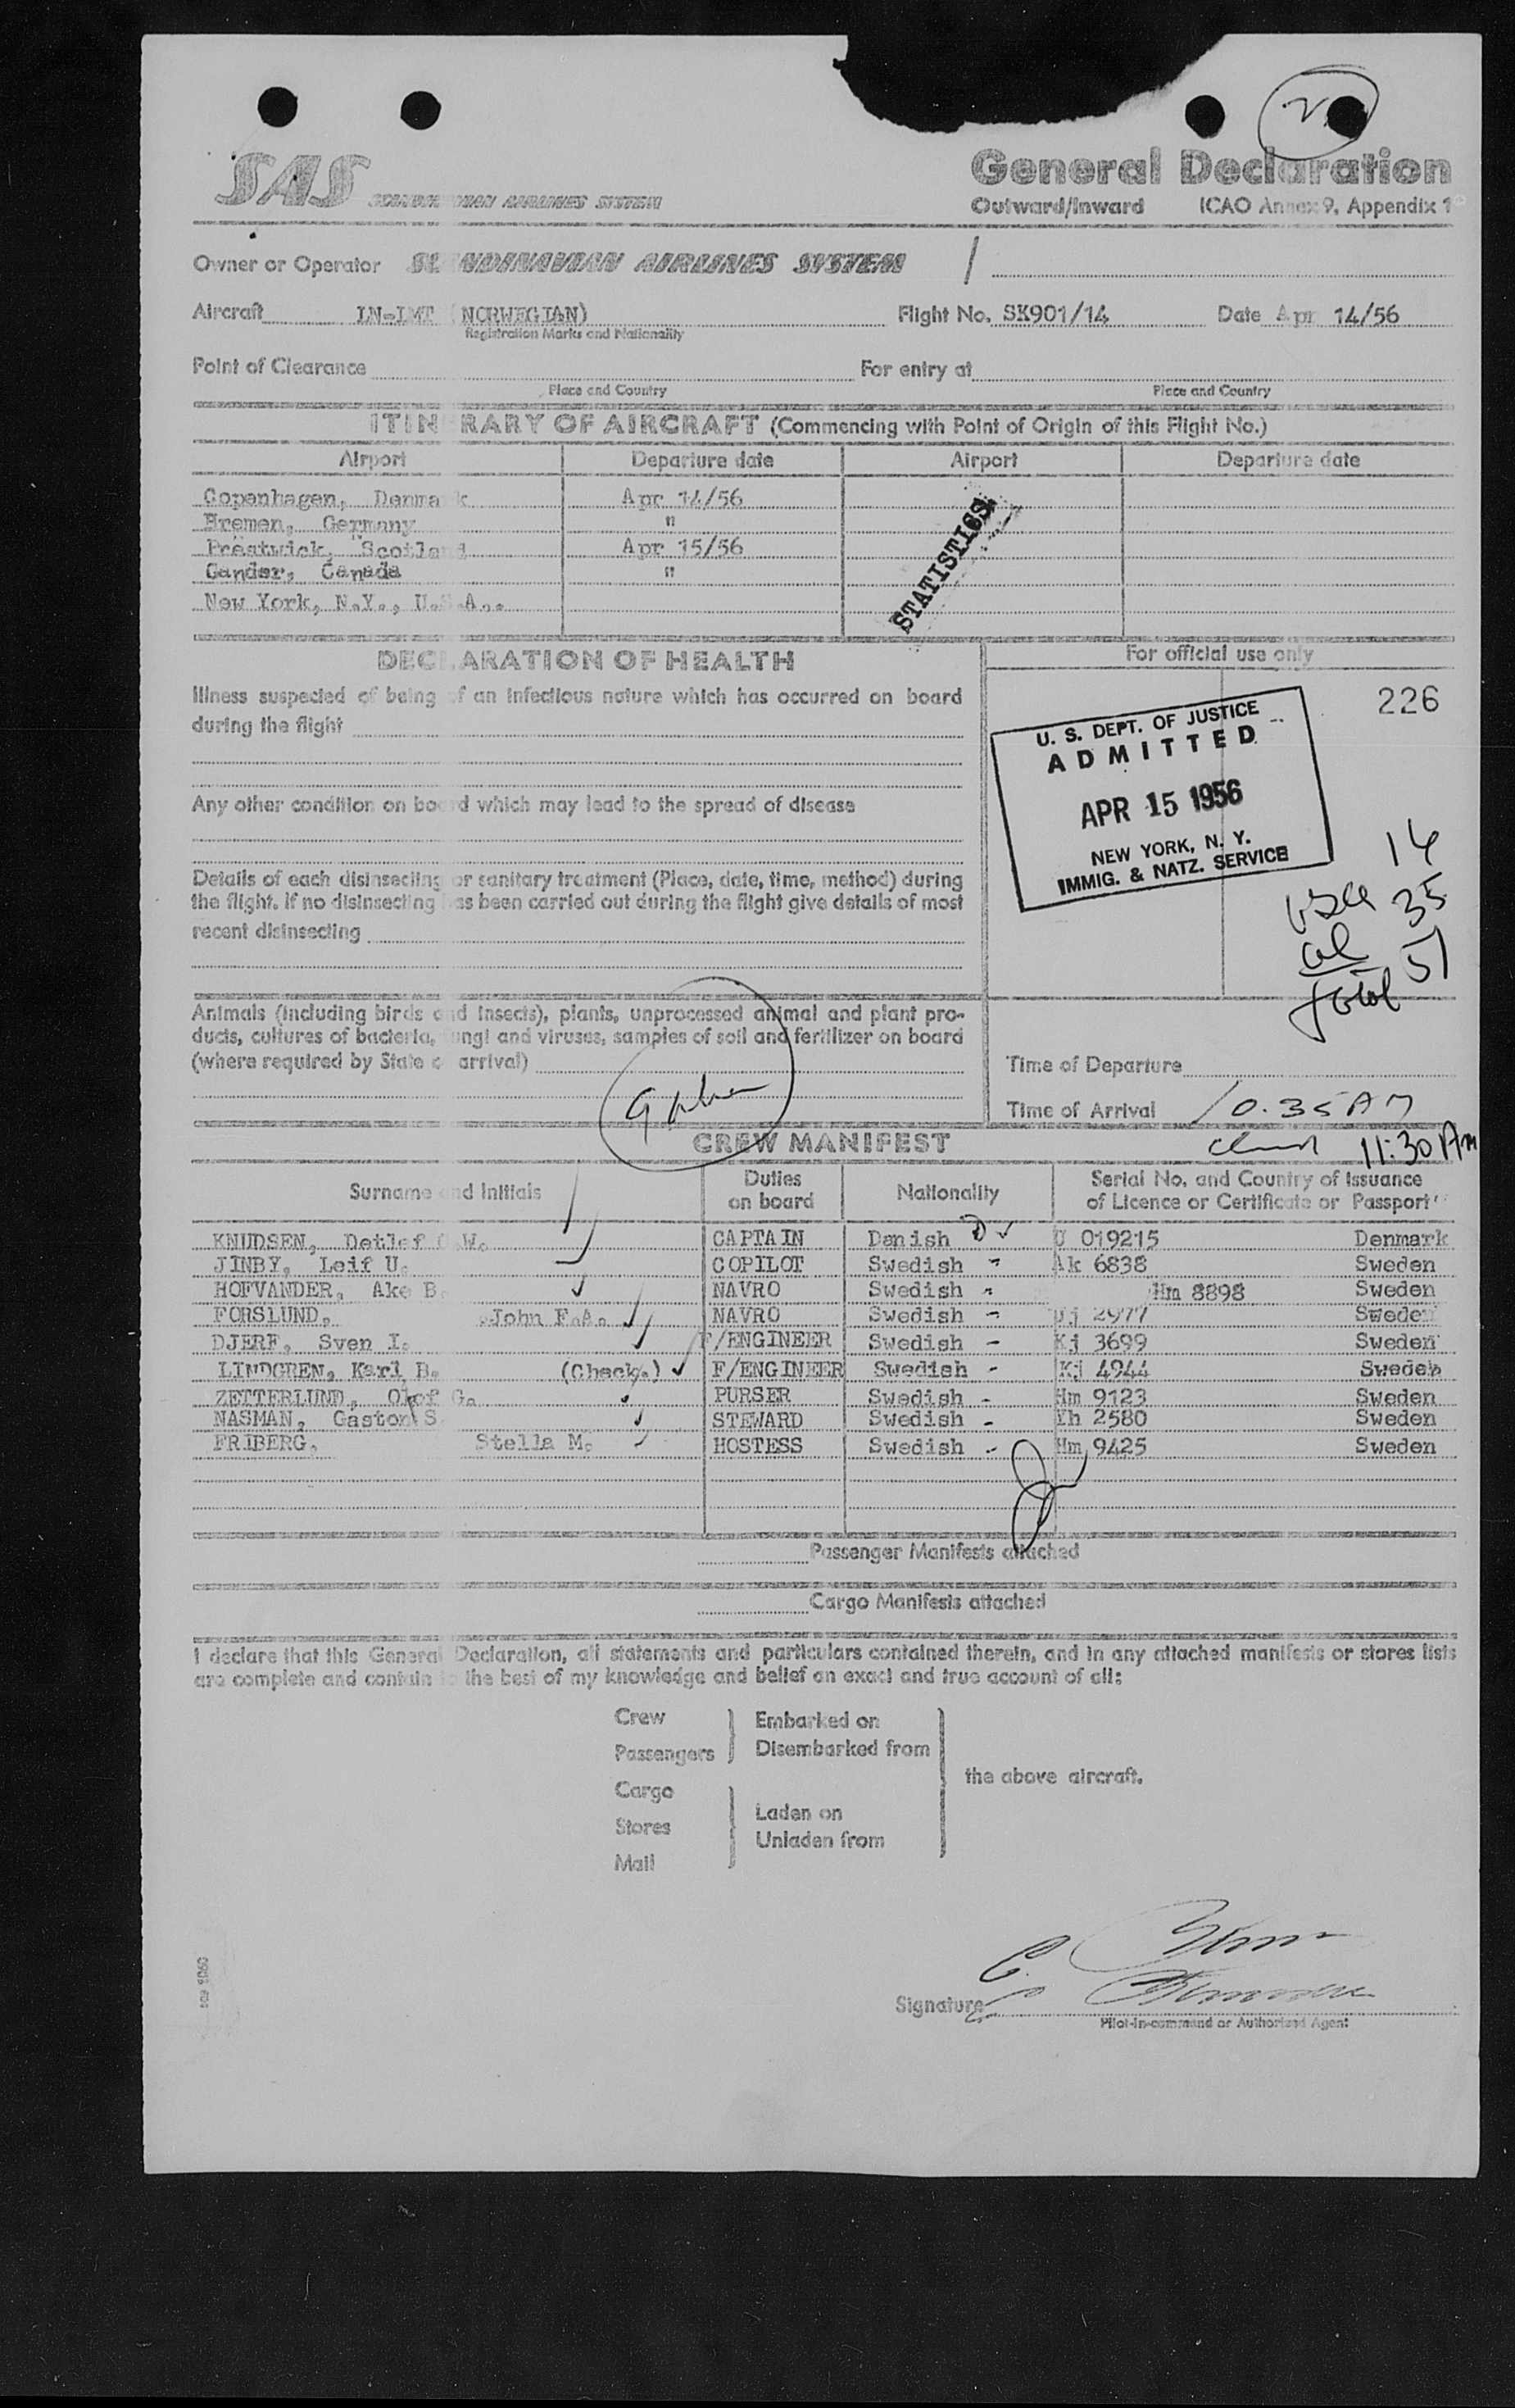 SAS SCANDINAVIAN AIRLINES SYSTEM
General Declaration
Outward/Inward ICAO Annex 9, Appendix 1
Owner or Operator SCANDINAVIAN AIRLINES SYSTEM
Aircraft LN-LMT (NORWEGIAN) Flight No. SK901/14 Date Apr 14/56
Registration Marks and Nationality
Point of Clearance For entry at
Place and Country Place and Country
ITINERARY OF AIRCRAFT (Commencing with Point of Origin of this Flight No.)
Airport Departure date Airport Departure date
Copenhagen, Denmark Apr 14/56
Bremen, Germany "
Prestwick, Scotland Apr 15/56
Gander, Canada "
New York, N.Y., U.S.A..
STATISTICS
DECLARATION OF HEALTH
For official use only
Illness suspected of being of an infectious nature which has occurred on board
during the flight
226
U. S. DEPT. OF JUSTICE
ADMITTED
APR 15 1956
NEW YORK, N. Y.
IMMIG. & NATZ. SERVICE
Any other condition on board which may lead to the spread of disease
Details of each disinsecting or sanitary treatment (Place, date, time, method) during
the flight. If no disinsecting has been carried out during the flight give details of most
recent disinsecting
16
usa 35
al 51
total
Animals (including birds and insects), plants, unprocessed animal and plant pro-
ducts, cultures of bacteria, fungi and viruses, samples of soil and fertilizer on board
(where required by State of arrival)
Time of Departure
Time of Arrival 10.35 AM
11:30 AM
CREW MANIFEST
Surname and Initials Duties on board Nationality Serial No. and Country of Issuance of Licence or Certificate or Passport
KNUDSEN, Detlef C.W. CAPTAIN Danish D U 019215 Denmark
JINBY, Leif U. COPILOT Swedish Ak 6838 Sweden
HOFVANDER, Ake B. NAVRO Swedish Hm 8898 Sweden
FORSLUND, John F.A. NAVRO Swedish Uj 2977 Sweden
DJERF, Sven I. F/ENGINEER Swedish Kj 3699 Sweden
LINDGREN, Karl B. (Check.) F/ENGINEER Swedish Kj 4944 Sweden
ZETTERLUND, Olof G. PURSER Swedish Hm 9123 Sweden
NASMAN, Gaston S. STEWARD Swedish Yh 2580 Sweden
FRIBERG, Stella M. HOSTESS Swedish Hm 9425 Sweden
Passenger Manifests attached
Cargo Manifests attached
I declare that this General Declaration, all statements and particulars contained therein, and in any attached manifests or stores lists
are complete and contain to the best of my knowledge and belief an exact and true account of all:
Crew Embarked on
Passengers Disembarked from
the above aircraft.
Cargo
Stores Laden on
Unladen from
Mail
Signature
Pilot-in-command or Authorized Agent